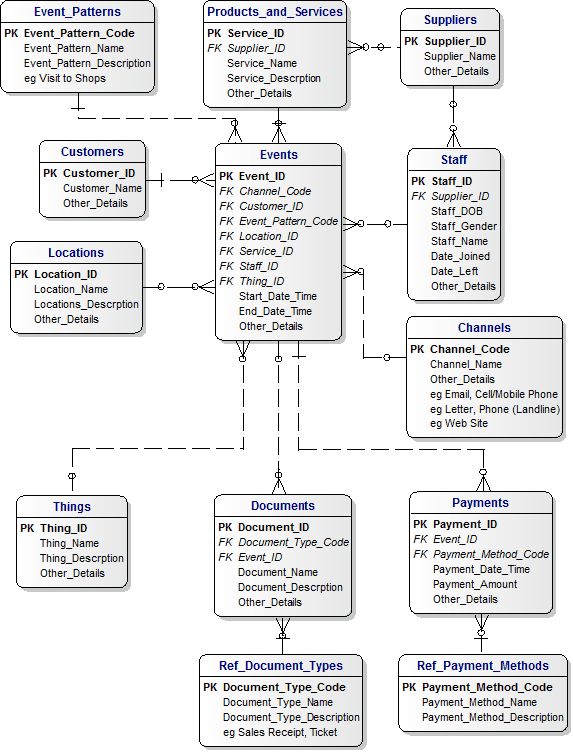 Event_Patterns
PK Event_Pattern_Code
Event_Pattern_Name
Event_Pattern_Description
eg Visit to Shops
Products_and_Services
PK Service_ID
FK Supplier_ID
Service_Name
Service_Descrption
Other_Details
Suppliers
PK Supplier_ID
Supplier_Name
Other_Details
Customers
PK Customer_ID
Customer_Name
Other_Details
Events
PK Event_ID
FK Channel_Code
FK Customer_ID
FK Event_Pattern_Code
FK Location_ID
FK Service_ID
FK Staff_ID
FK Thing_ID
Start_Date_Time
End_Date_Time
Other_Details
Staff
PK Staff_ID
FK Supplier_ID
Staff_DOB
Staff_Gender
Staff_Name
Date_Joined
Date_Left
Other_Details
Locations
PK Location_ID
Location_Name
Locations_Descrption
Other_Details
Channels
PK Channel_Code
Channel_Name
Other_Details
eg Email, Cell/Mobile Phone
eg Letter, Phone (Landline)
eg Web Site
Things
PK Thing_ID
Thing_Name
Thing_Descrption
Other_Details
Documents
PK Document_ID
FK Document_Type_Code
FK Event_ID
Document_Name
Document_Descrption
Other_Details
Payments
PK Payment_ID
FK Event_ID
FK Payment_Method_Code
Payment_Date_Time
Payment_Amount
Other_Details
Ref_Document_Types
PK Document_Type_Code
Document_Type_Name
Document_Type_Description
eg Sales Receipt, Ticket
Ref_Payment_Methods
PK Payment_Method_Code
Payment_Method_Name
Payment_Method_Description